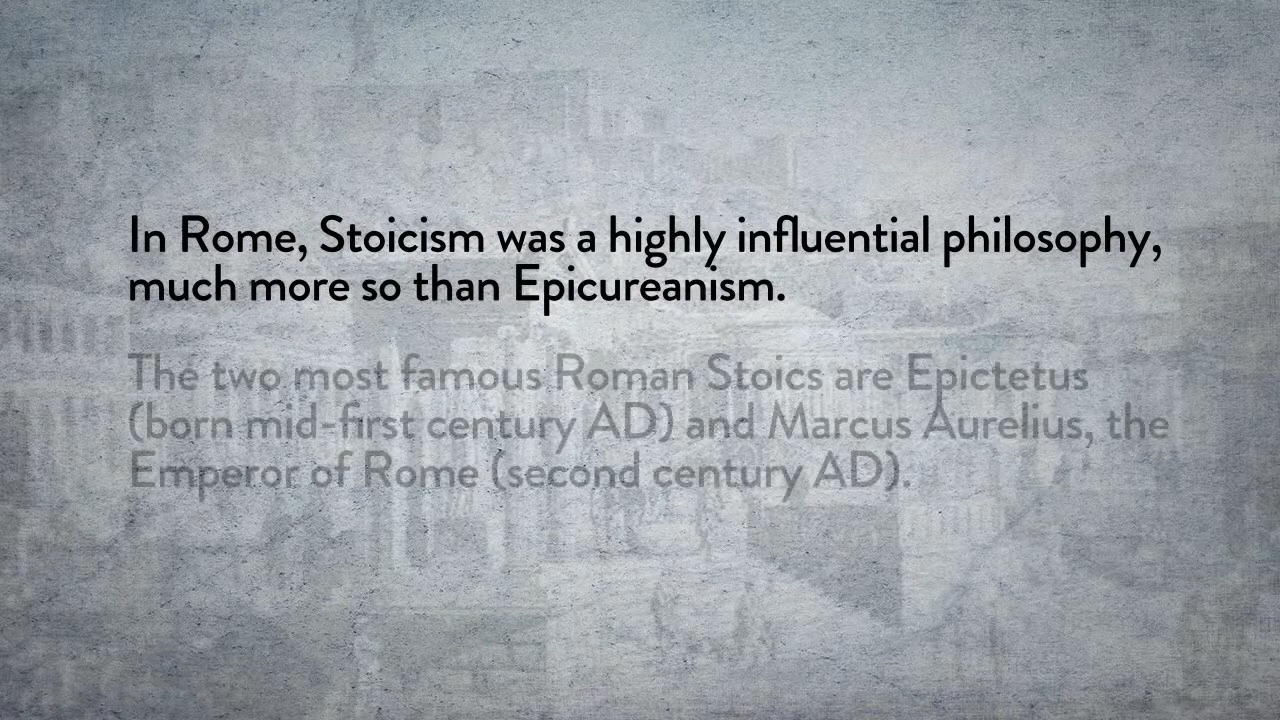 In Rome, Stoicism was a highly influential philosophy,
much more so than Epicureanism.
The two most famous Roman Stoics are Epictetus
(born mid-first century AD) and Marcus Aurelius, the
Emperor of Rome (second century AD).